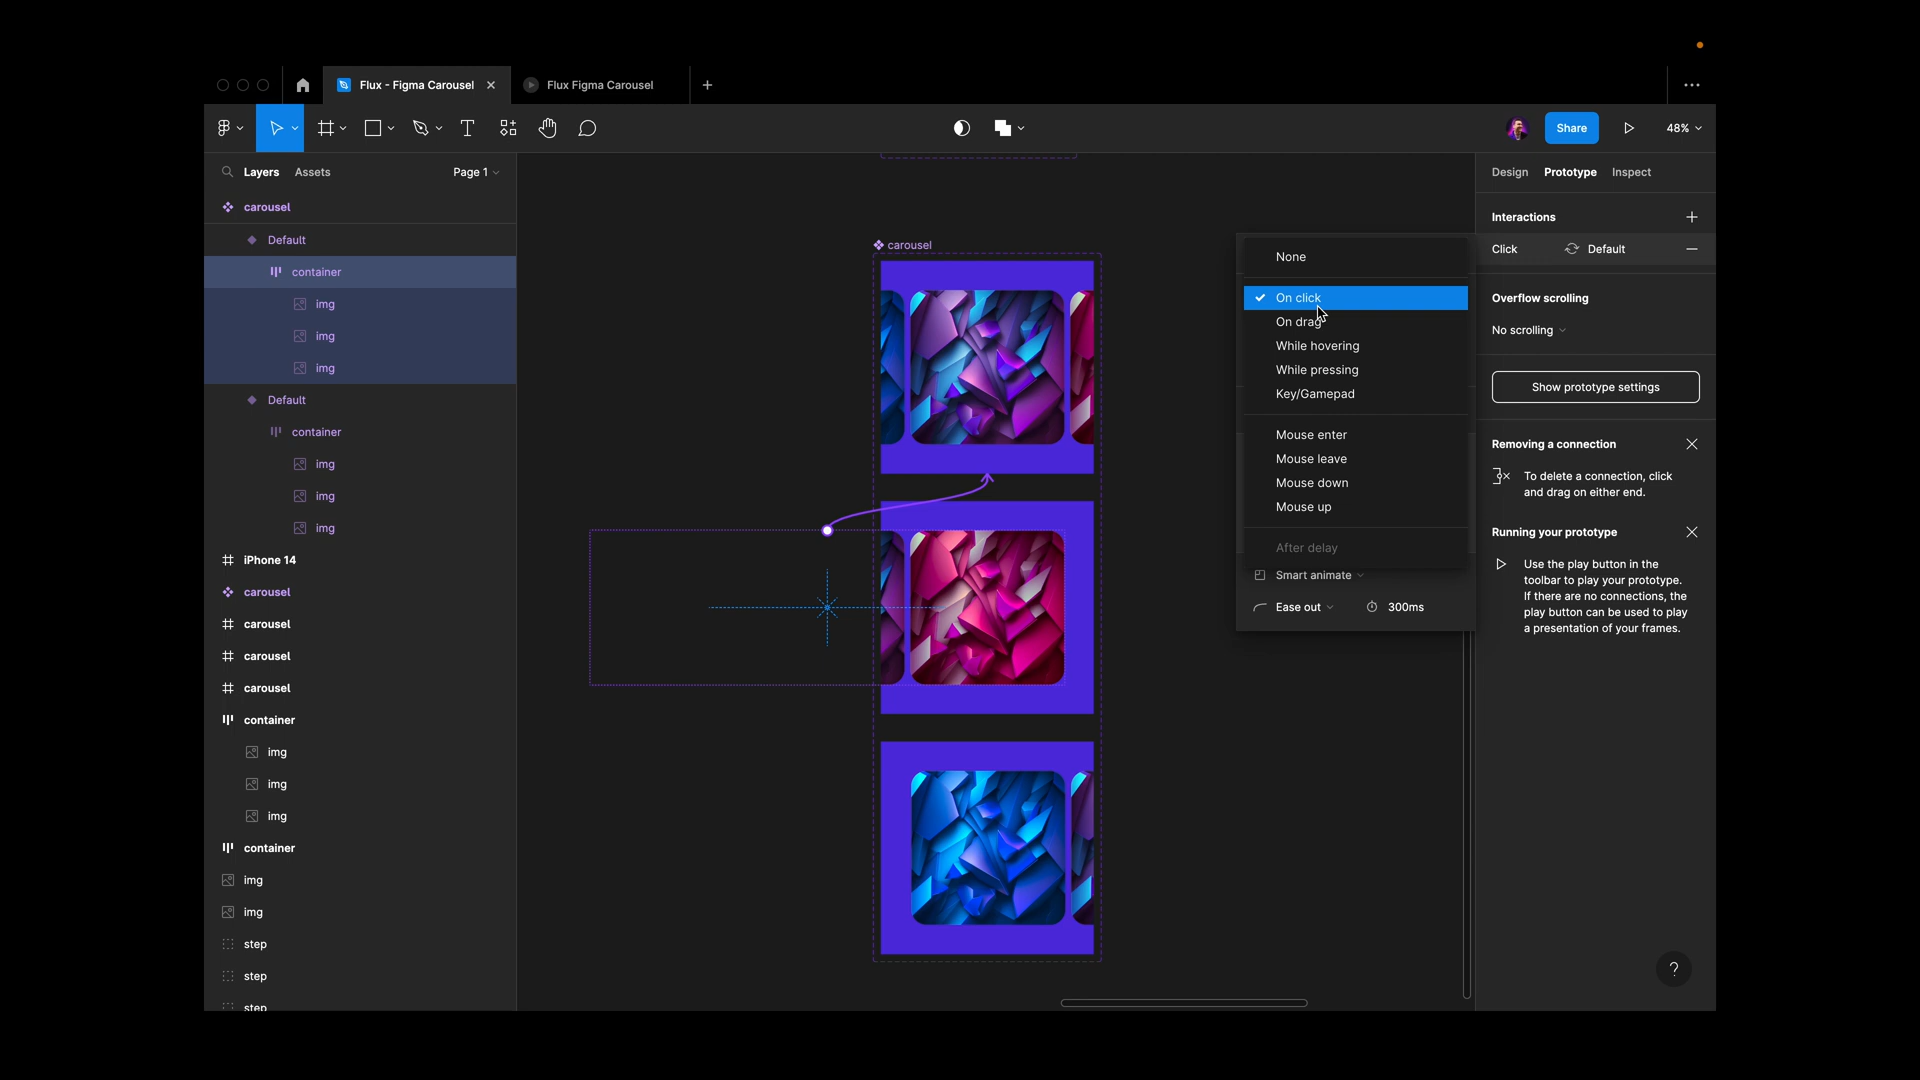 Flux - Figma Carousel
Flux Figma Carousel
Share
48%
Layers
Assets
Page 1
carousel
Default
container
img
img
img
Default
container
img
img
img
iPhone 14
carousel
carousel
carousel
carousel
container
img
img
img
container
img
img
step
step
step
carousel
None
On click
On drag
While hovering
While pressing
Key/Gamepad
Mouse enter
Mouse leave
Mouse down
Mouse up
After delay
Smart animate
Ease out
300ms
Design
Prototype
Inspect
Interactions
Click
Default
Overflow scrolling
No scrolling
Show prototype settings
Removing a connection
To delete a connection, click
and drag on either end.
Running your prototype
Use the play button in the
toolbar to play your prototype.
If there are no connections, the
play button can be used to play
a presentation of your frames.
?